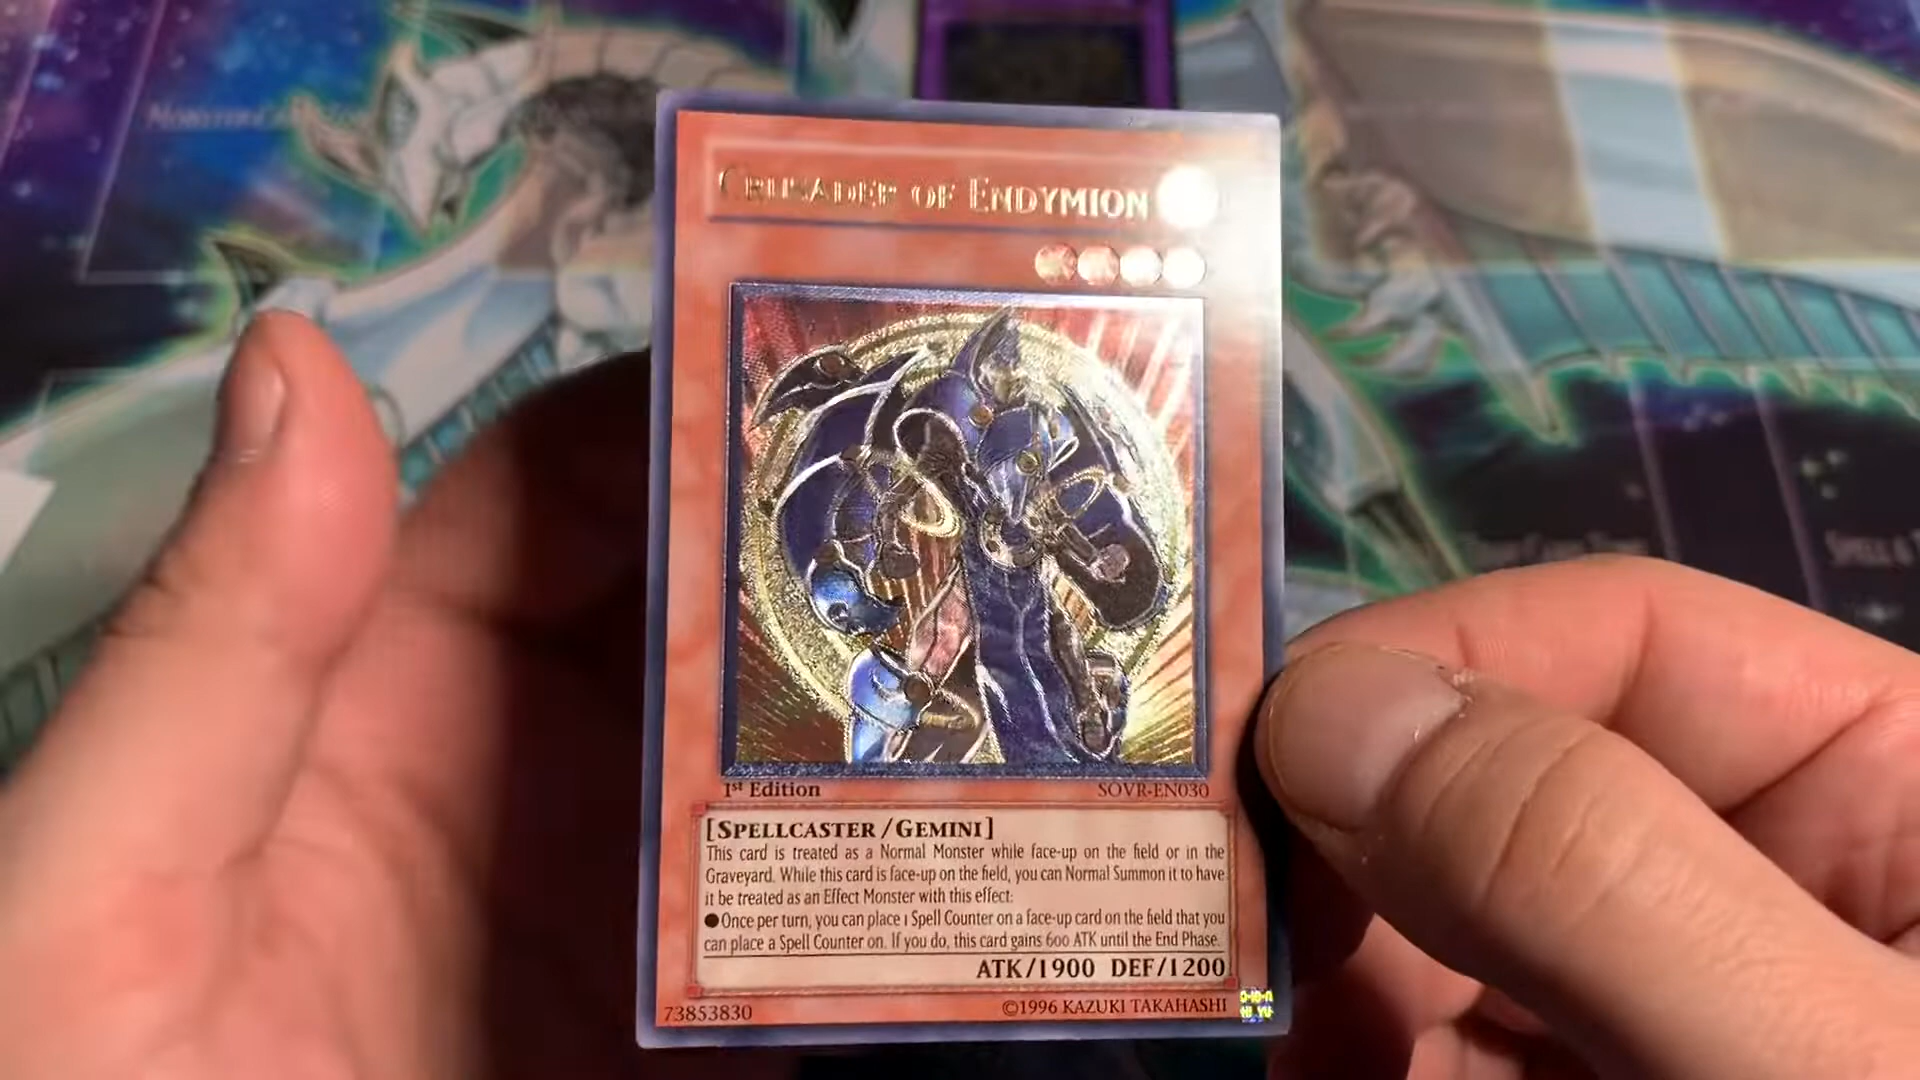 CRUSADER OF ENDYMION
1st Edition
SOVR-EN030
[SPELLCASTER/GEMINI]
This card is treated as a Normal Monster while face-up on the field or in the
Graveyard. While this card is face-up on the field, you can Normal Summon it to have
it be treated as an Effect Monster with this effect:
●Once per turn, you can place 1 Spell Counter on a face-up card on the field that you
can place a Spell Counter on. If you do, this card gains 600 ATK until the End Phase.
ATK/1900 DEF/1200
73853830
©1996 KAZUKI TAKAHASHI